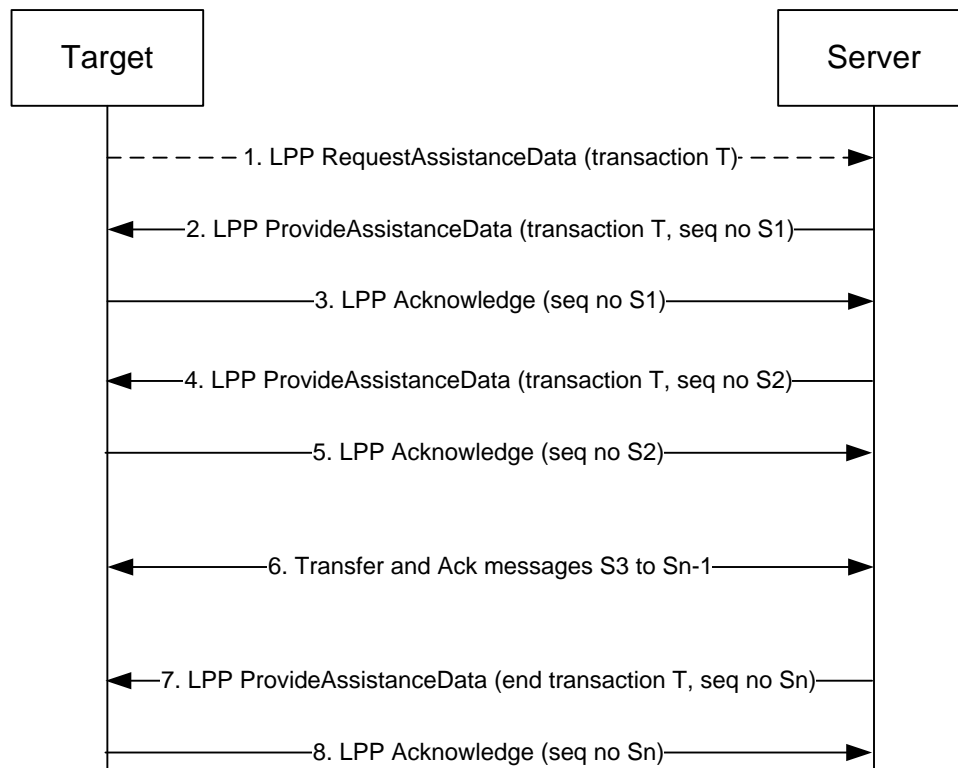 Target
Server
1. LPP RequestAssistanceData (transaction T)
2. LPP ProvideAssistanceData (transaction T, seq no S1)
3. LPP Acknowledge (seq no S1)
4. LPP ProvideAssistanceData (transaction T, seq no S2)
5. LPP Acknowledge (seq no S2)
6. Transfer and Ack messages S3 to Sn-1
7. LPP ProvideAssistanceData (end transaction T, seq no Sn)
8. LPP Acknowledge (seq no Sn)